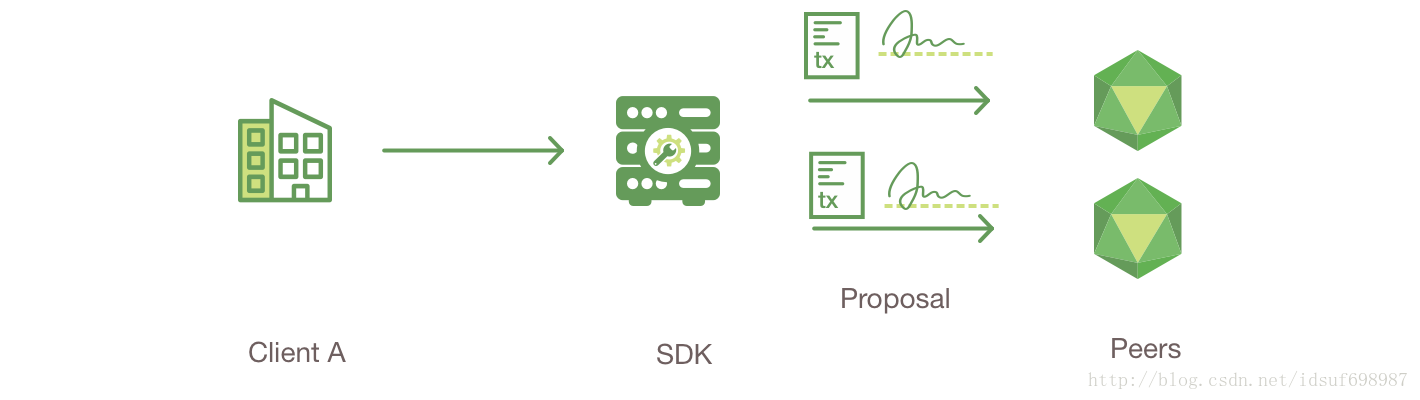 tx
tx
Proposal
Client A
SDK
Peers
http://blog.csdn.net/idsuf698987